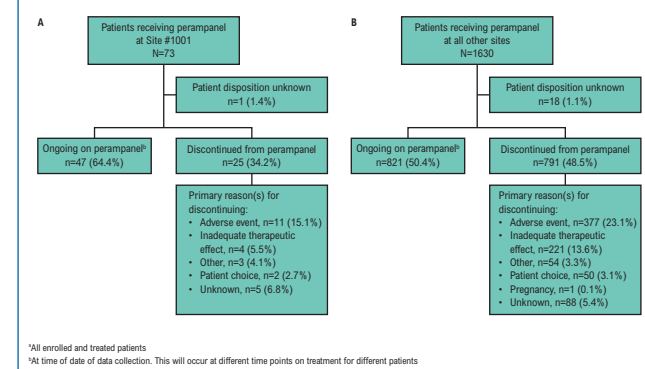 A
Patients receiving perampanel
at Site #1001
N=73
Patient disposition unknown
n=1 (1.4%)
Ongoing on perampanelᵇ
n=47 (64.4%)
Discontinued from perampanel
n=25 (34.2%)
Primary reason(s) for
discontinuing:
• Adverse event, n=11 (15.1%)
• Inadequate therapeutic
effect, n=4 (5.5%)
• Other, n=3 (4.1%)
• Patient choice, n=2 (2.7%)
• Unknown, n=5 (6.8%)
B
Patients receiving perampanel
at all other sites
N=1630
Patient disposition unknown
n=18 (1.1%)
Ongoing on perampanelᵇ
n=821 (50.4%)
Discontinued from perampanel
n=791 (48.5%)
Primary reason(s) for
discontinuing:
• Adverse event, n=377 (23.1%)
• Inadequate therapeutic
effect, n=221 (13.6%)
• Other, n=54 (3.3%)
• Patient choice, n=50 (3.1%)
• Pregnancy, n=1 (0.1%)
• Unknown, n=88 (5.4%)
ᵃAll enrolled and treated patients
ᵇAt time of date of data collection. This will occur at different time points on treatment for different patients